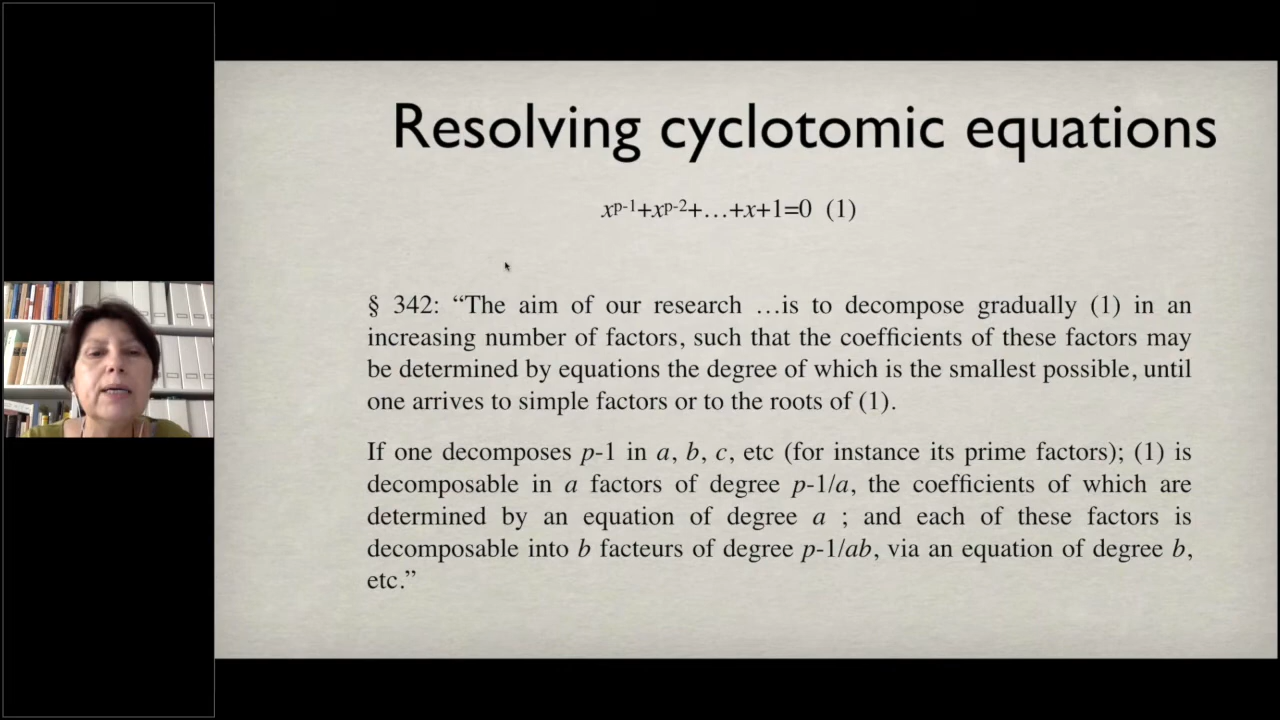 Resolving cyclotomic equations
xᵖ⁻¹+xᵖ⁻²+…+x+1=0 (1)
§ 342: “The aim of our research …is to decompose gradually (1) in an
increasing number of factors, such that the coefficients of these factors may
be determined by equations the degree of which is the smallest possible, until
one arrives to simple factors or to the roots of (1).
If one decomposes p-1 in a, b, c, etc (for instance its prime factors); (1) is
decomposable in a factors of degree p-1/a, the coefficients of which are
determined by an equation of degree a ; and each of these factors is
decomposable into b facteurs of degree p-1/ab, via an equation of degree b,
etc.”